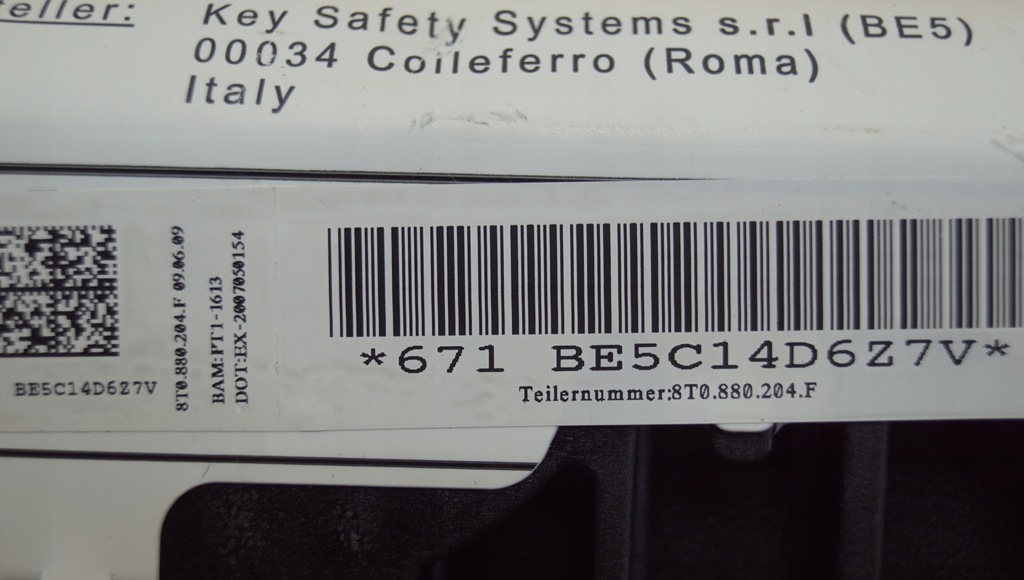 eller:
Key Safety Systems s.r.l (BE5)
00034 Coileferro (Roma)
Italy
BE5C14D6Z7V
8T0.880.204.F 09.06.09
BAM:PT1-1613
DOT:EX-2007050154
*671 BE5C14D6Z7V*
Teilernummer:8T0.880.204.F